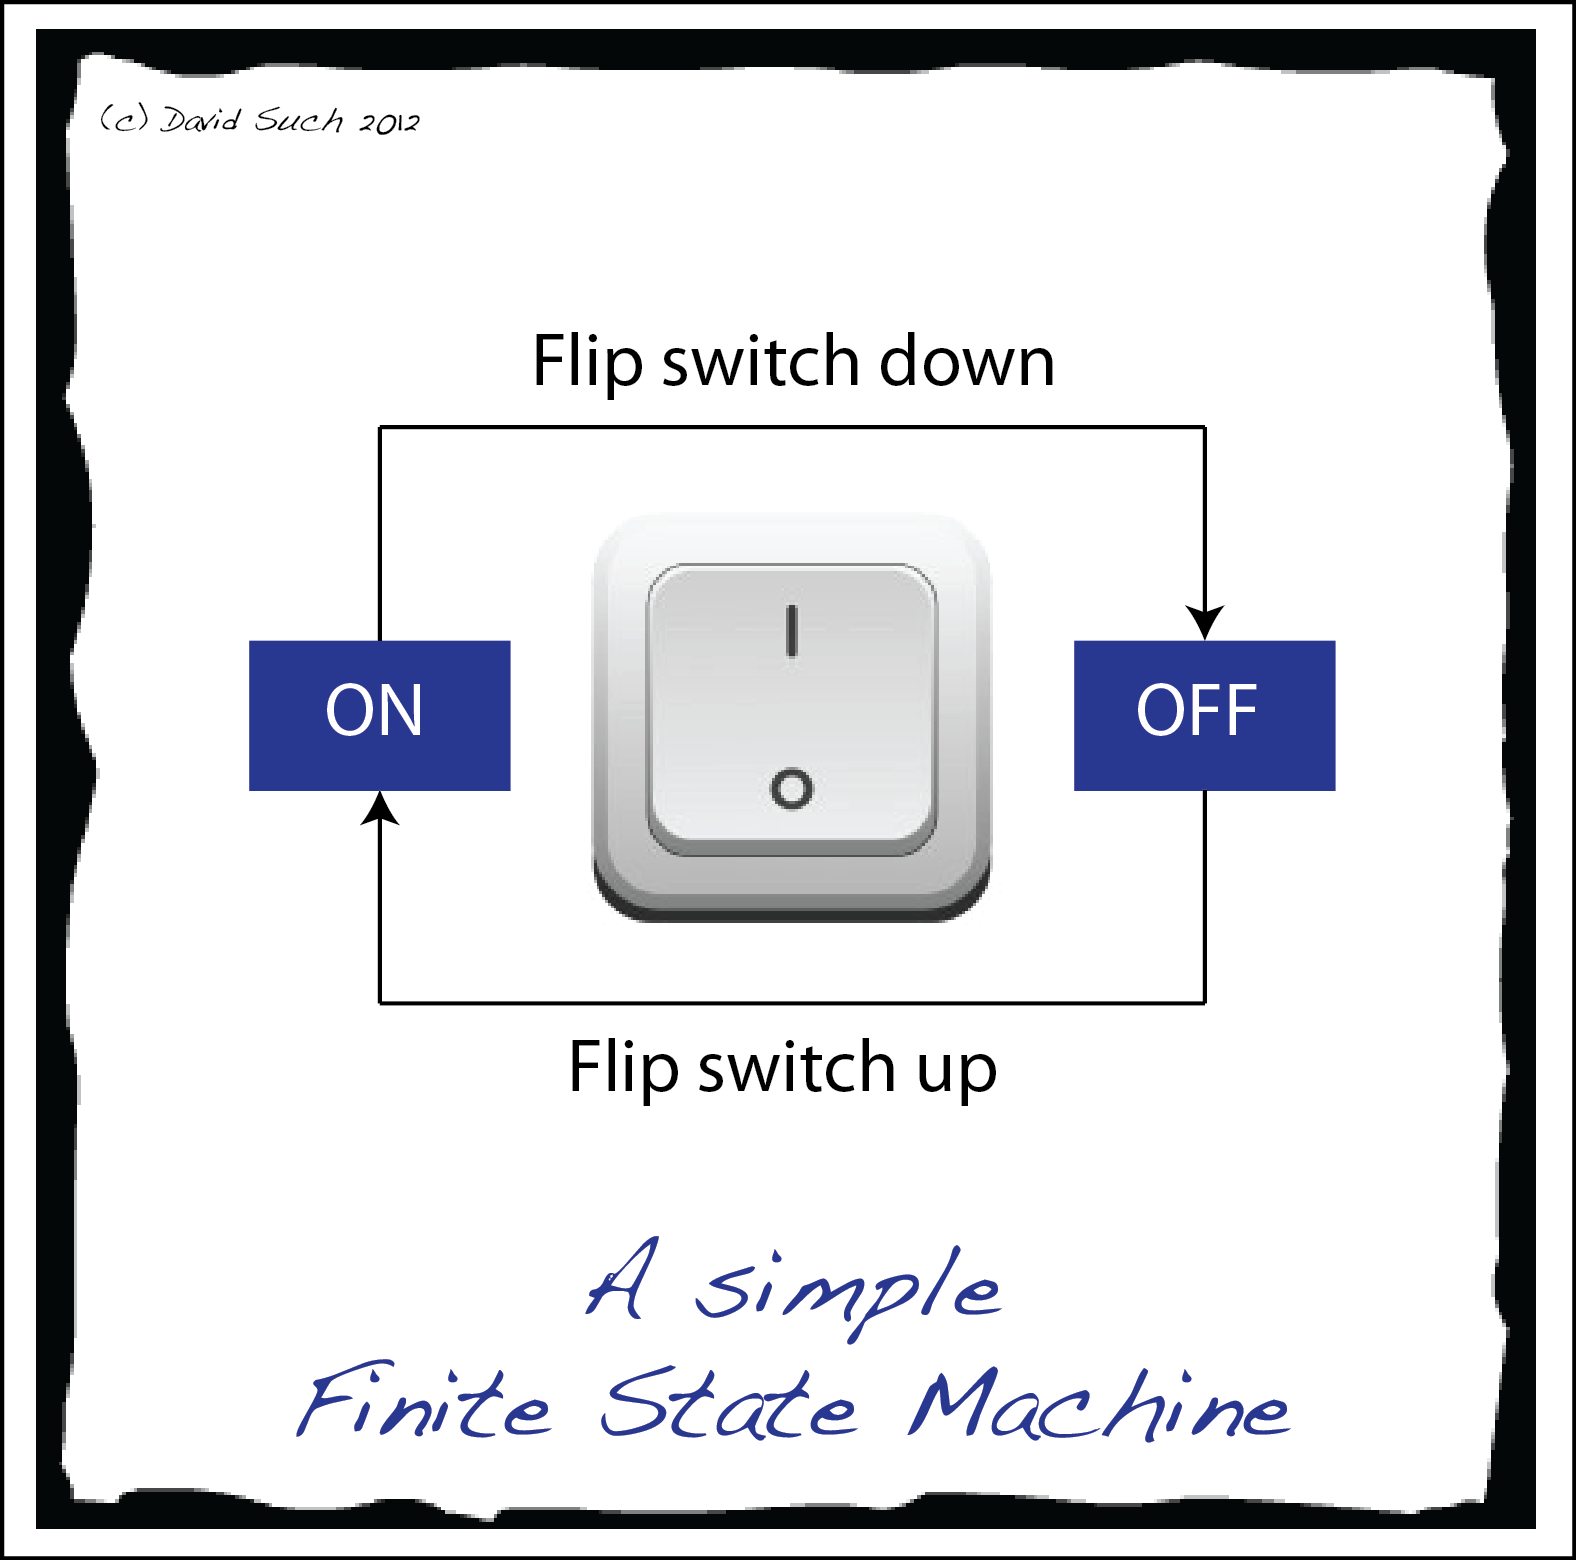 (c) David Such 2012
Flip switch down
ON
OFF
Flip switch up
A simple
Finite State Machine